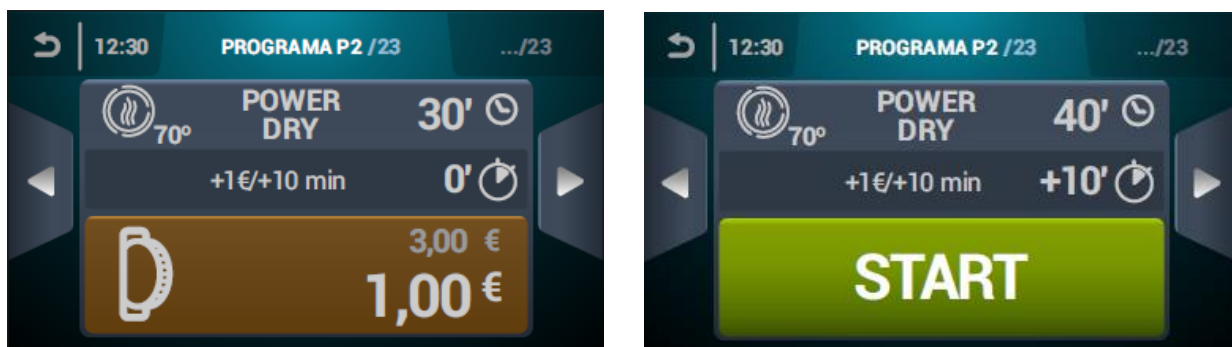 12:30 PROGRAMA P2 /23 .../23
POWER
DRY
70º
30'
+1€/+10 min 0'
3,00 €
1,00 €
12:30 PROGRAMA P2 /23 .../23
POWER
DRY
70º
40'
+1€/+10 min +10'
START